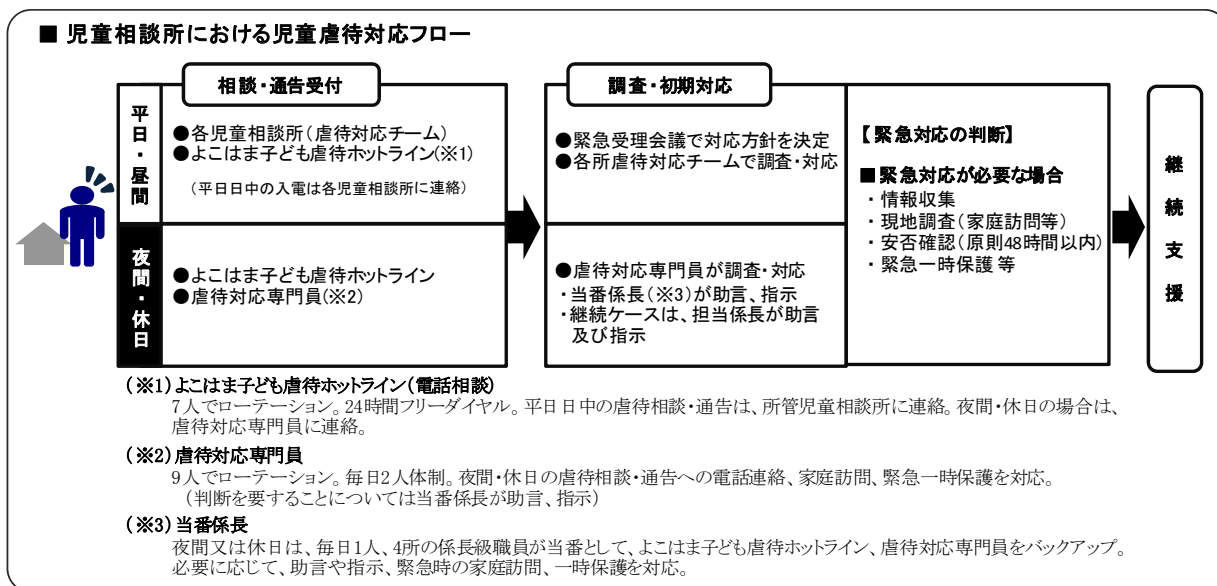 ■ 児童相談所における児童虐待対応フロー
相談・通告受付
調査・初期対応
平日・昼間
●各児童相談所(虐待対応チーム)
●よこはま子ども虐待ホットライン(※1)
(平日日中の入電は各児童相談所に連絡)
●緊急受理会議で対応方針を決定
●各所虐待対応チームで調査・対応
夜間・休日
●よこはま子ども虐待ホットライン
●虐待対応専門員(※2)
●虐待対応専門員が調査・対応
・当番係長(※3)が助言、指示
・継続ケースは、担当係長が助言
及び指示
【緊急対応の判断】
■緊急対応が必要な場合
・情報収集
・現地調査(家庭訪問等)
・安否確認(原則48時間以内)
・緊急一時保護 等
継続支援
(※1)よこはま子ども虐待ホットライン(電話相談)
7人でローテーション。24時間フリーダイヤル。平日日中の虐待相談・通告は、所管児童相談所に連絡。夜間・休日の場合は、
虐待対応専門員に連絡。
(※2)虐待対応専門員
9人でローテーション。毎日2人体制。夜間・休日の虐待相談・通告への電話連絡、家庭訪問、緊急一時保護を対応。
(判断を要することについては当番係長が助言、指示)
(※3)当番係長
夜間又は休日は、毎日1人、4所の係長級職員が当番として、よこはま子ども虐待ホットライン、虐待対応専門員をバックアップ。
必要に応じて、助言や指示、緊急時の家庭訪問、一時保護を対応。